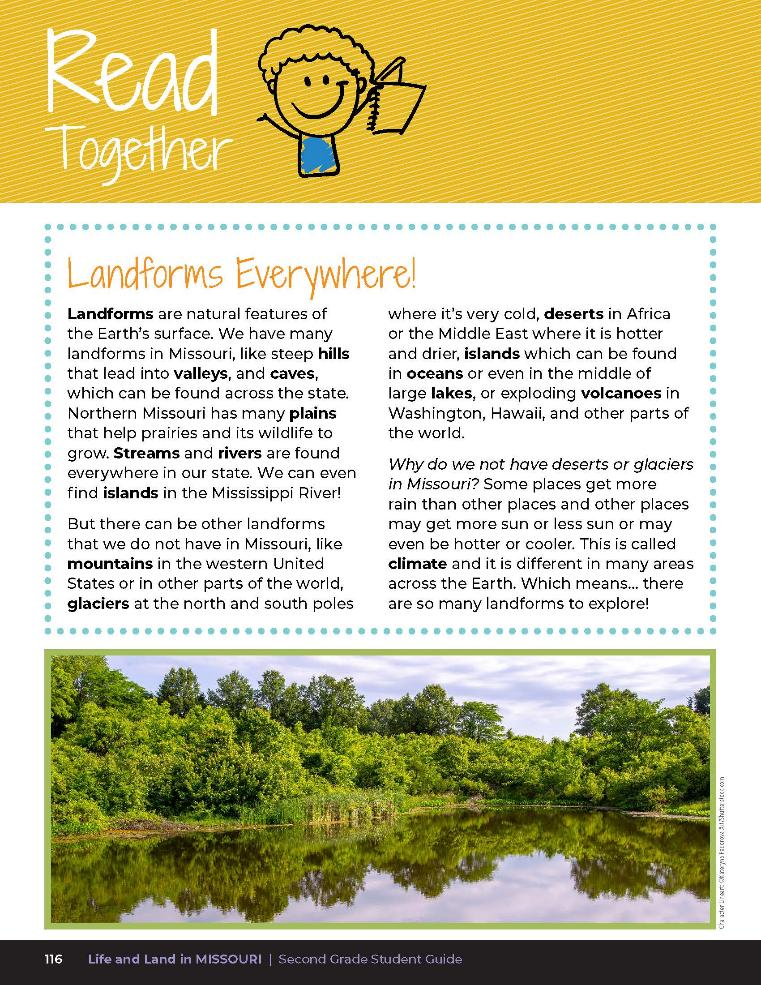 Read
Together
Landforms Everywhere!
Landforms are natural features of
the Earth's surface. We have many
landforms in Missouri, like steep hills
that lead into valleys, and caves,
which can be found across the state.
Northern Missouri has many plains
that help prairies and its wildlife to
grow. Streams and rivers are found
everywhere in our state. We can even
find islands in the Mississippi River!
But there can be other landforms
that we do not have in Missouri, like
mountains in the western United
States or in other parts of the world,
glaciers at the north and south poles
where it's very cold, deserts in Africa
or the Middle East where it is hotter
and drier, islands which can be found
in oceans or even in the middle of
large lakes, or exploding volcanoes in
Washington, Hawaii, and other parts of
the world.
Why do we not have deserts or glaciers
in Missouri? Some places get more
rain than other places and other places
may get more sun or less sun or may
even be hotter or cooler. This is called
climate and it is different in many areas
across the Earth. Which means... there
are so many landforms to explore!
116 Life and Land in MISSOURI | Second Grade Student Guide